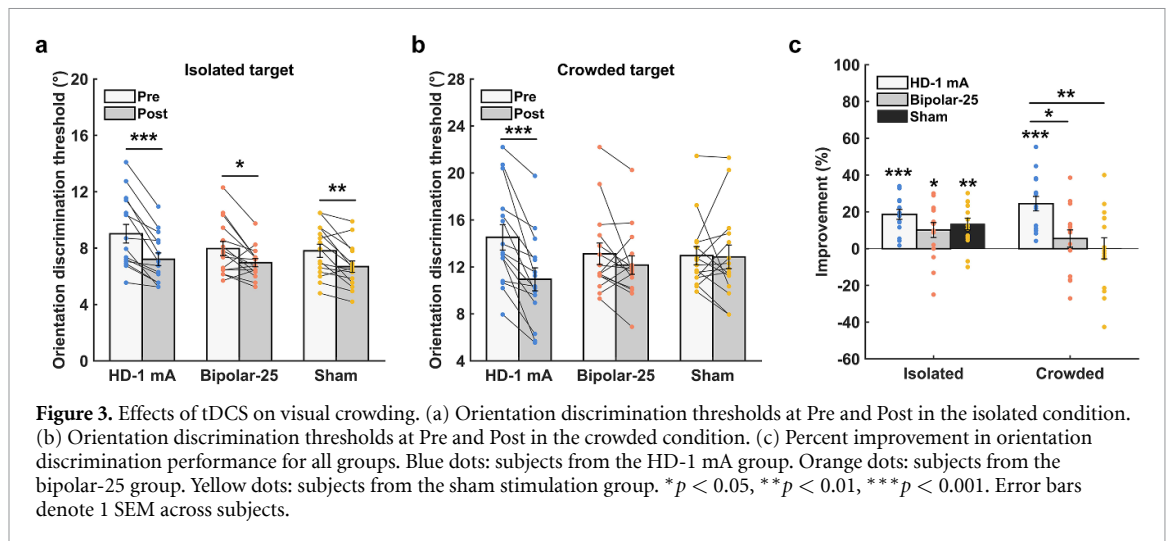 a
Isolated target
Orientation discrimination threshold (°)
20
16
12
8
4
0
Pre
Post
***
*
**
HD-1 mA
Bipolar-25
Sham
b
Crowded target
Orientation discrimination threshold (°)
28
24
20
16
12
8
4
Pre
Post
***
HD-1 mA
Bipolar-25
Sham
c
Improvement (%)
100
80
60
40
20
0
-20
-40
-60
HD-1 mA
Bipolar-25
Sham
***
*
**
***
*
**
Isolated
Crowded
Figure 3. Effects of tDCS on visual crowding. (a) Orientation discrimination thresholds at Pre and Post in the isolated condition.
(b) Orientation discrimination thresholds at Pre and Post in the crowded condition. (c) Percent improvement in orientation
discrimination performance for all groups. Blue dots: subjects from the HD-1 mA group. Orange dots: subjects from the
bipolar-25 group. Yellow dots: subjects from the sham stimulation group. *p < 0.05, **p < 0.01, ***p < 0.001. Error bars
denote 1 SEM across subjects.